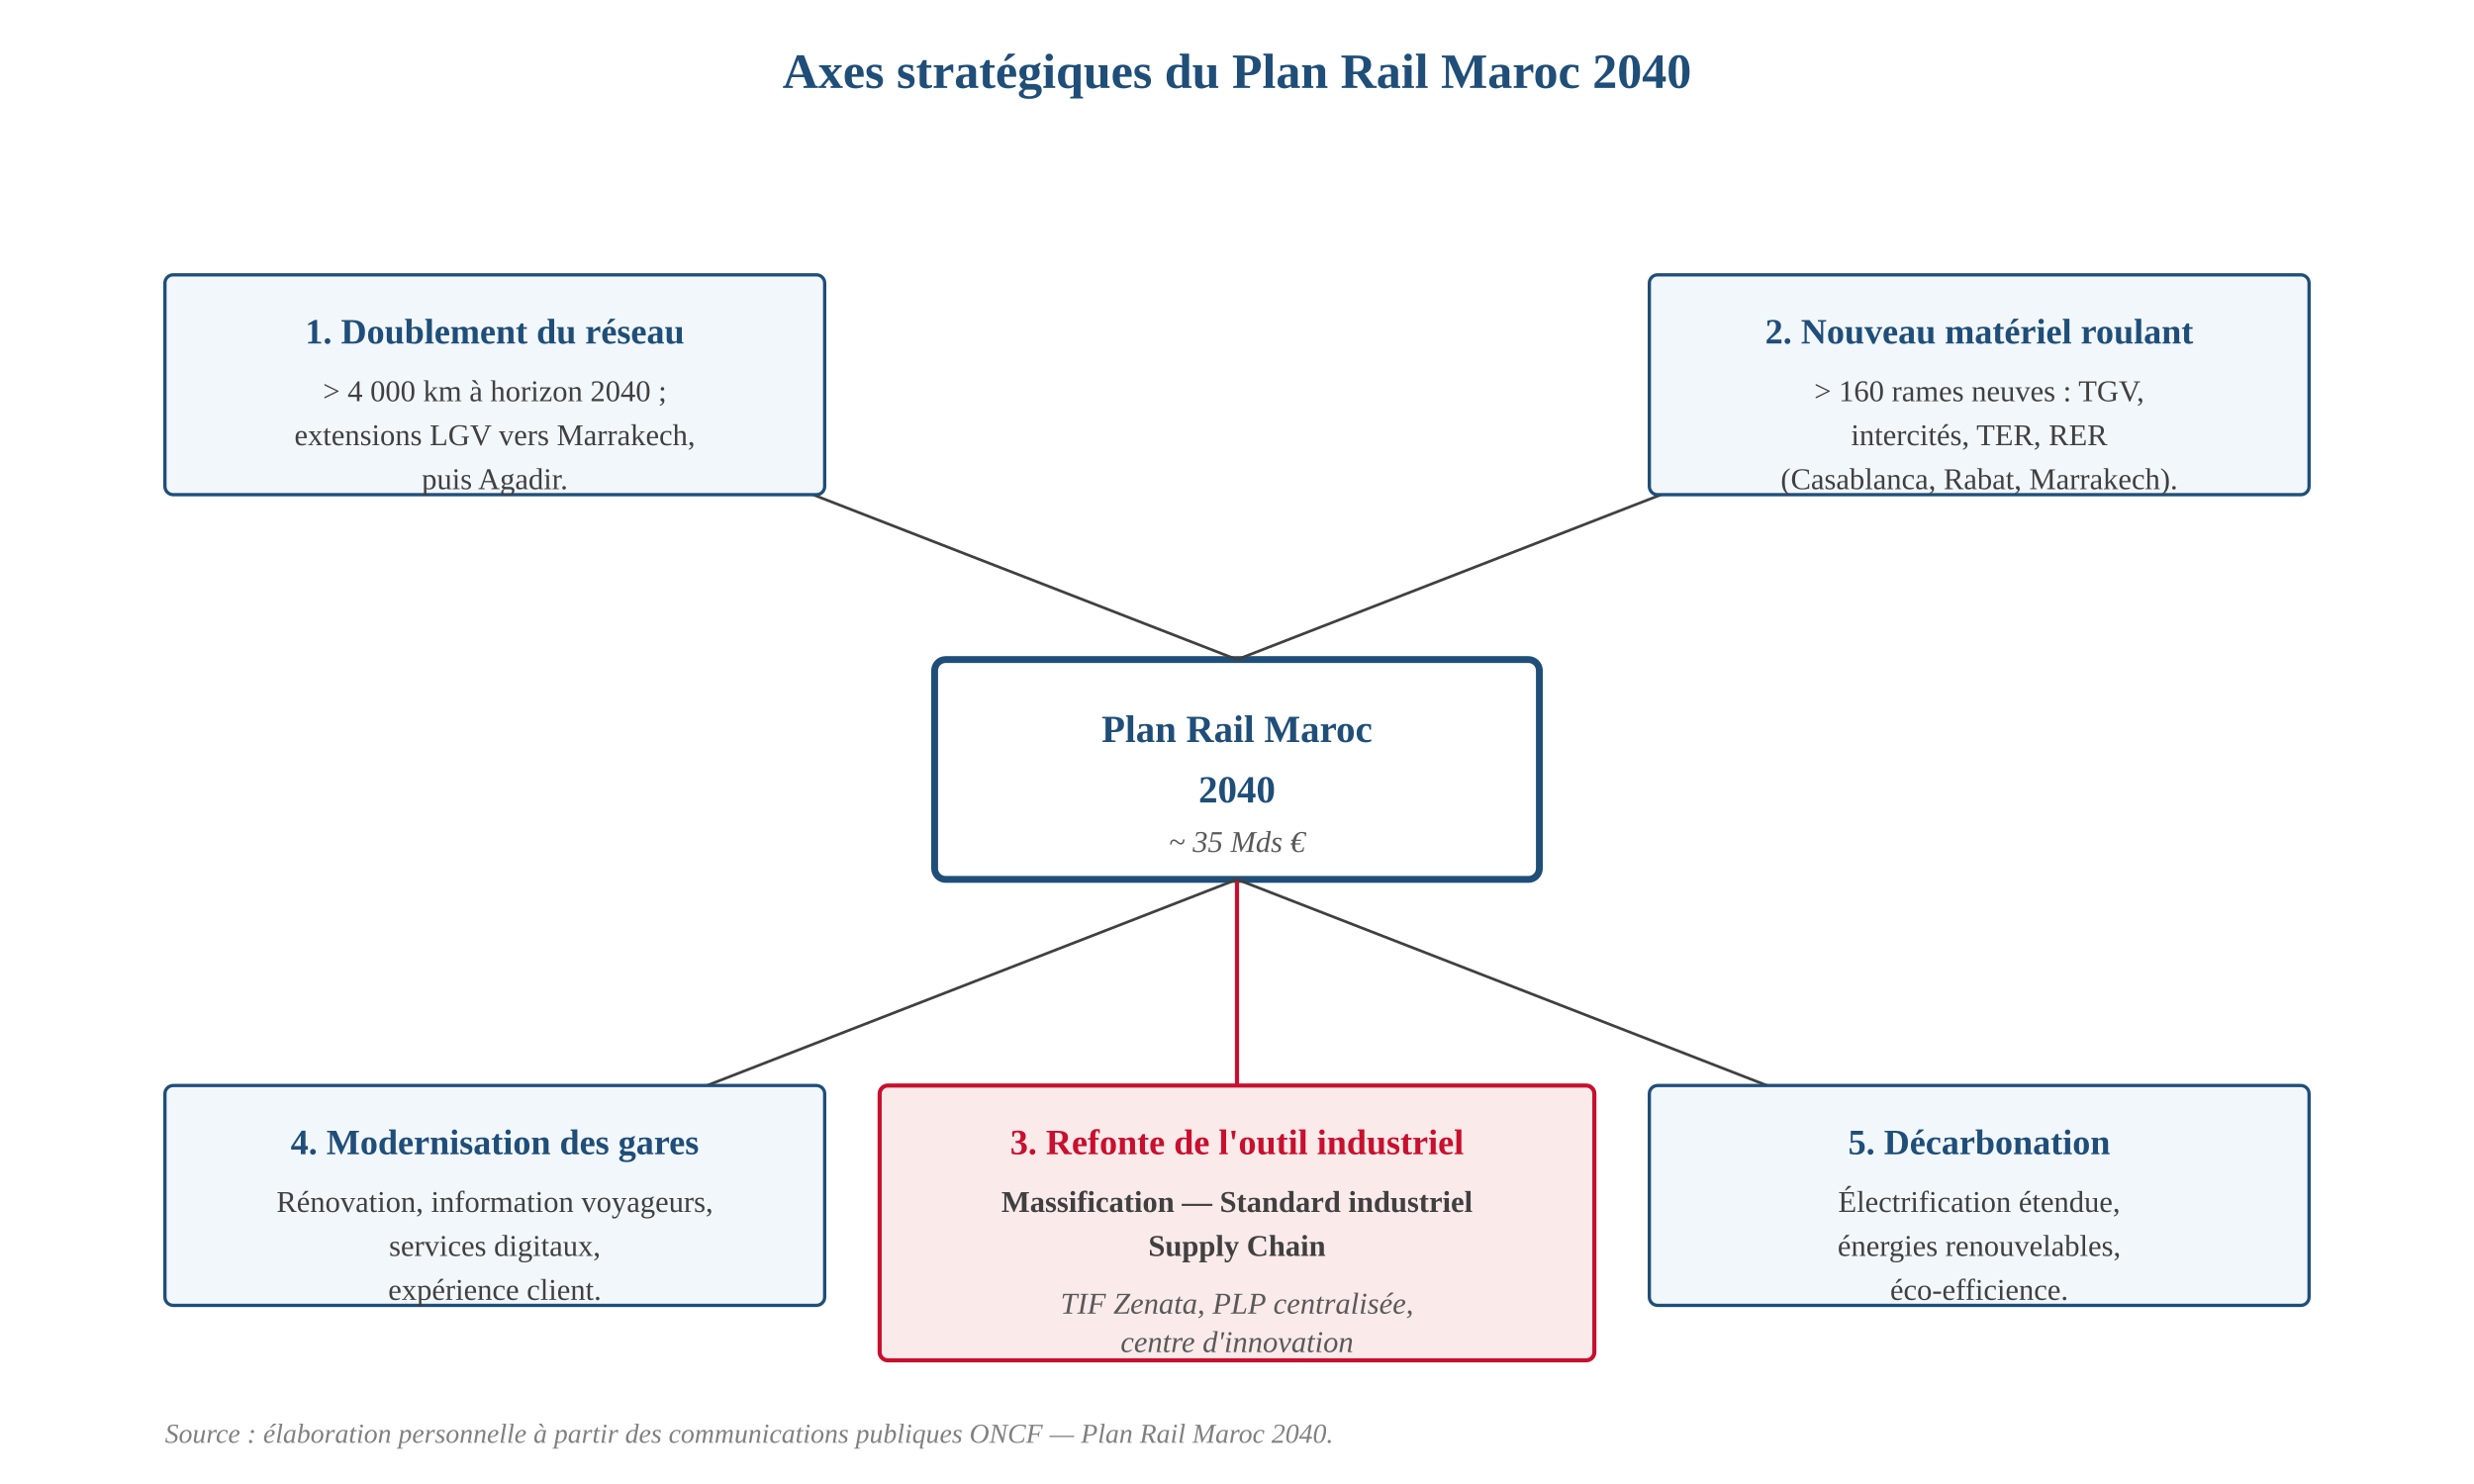 Axes stratégiques du Plan Rail Maroc 2040
1. Doublement du réseau
> 4 000 km à horizon 2040 ;
extensions LGV vers Marrakech,
puis Agadir.
2. Nouveau matériel roulant
> 160 rames neuves : TGV,
intercités, TER, RER
(Casablanca, Rabat, Marrakech).
Plan Rail Maroc
2040
~ 35 Mds €
4. Modernisation des gares
Rénovation, information voyageurs,
services digitaux,
expérience client.
3. Refonte de l'outil industriel
Massification — Standard industriel
Supply Chain
TIF Zenata, PLP centralisée,
centre d'innovation
5. Décarbonation
Électrification étendue,
énergies renouvelables,
éco-efficience.
Source : élaboration personnelle à partir des communications publiques ONCF — Plan Rail Maroc 2040.